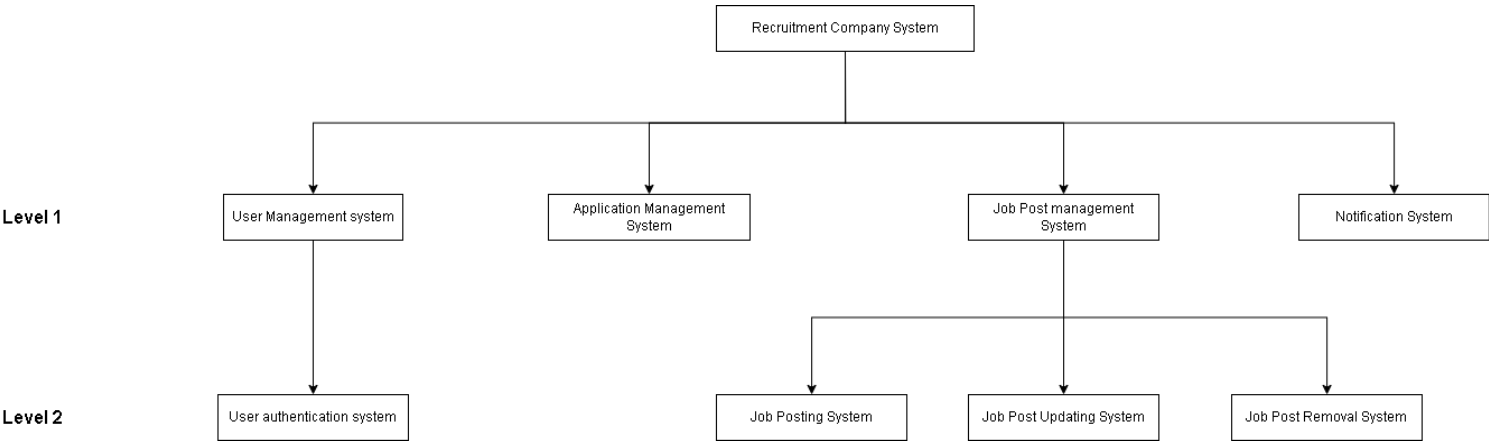 Recruitment Company System
Level 1
User Management system
Application Management
System
Job Post management
System
Notification System
Level 2
User authentication system
Job Posting System
Job Post Updating System
Job Post Removal System